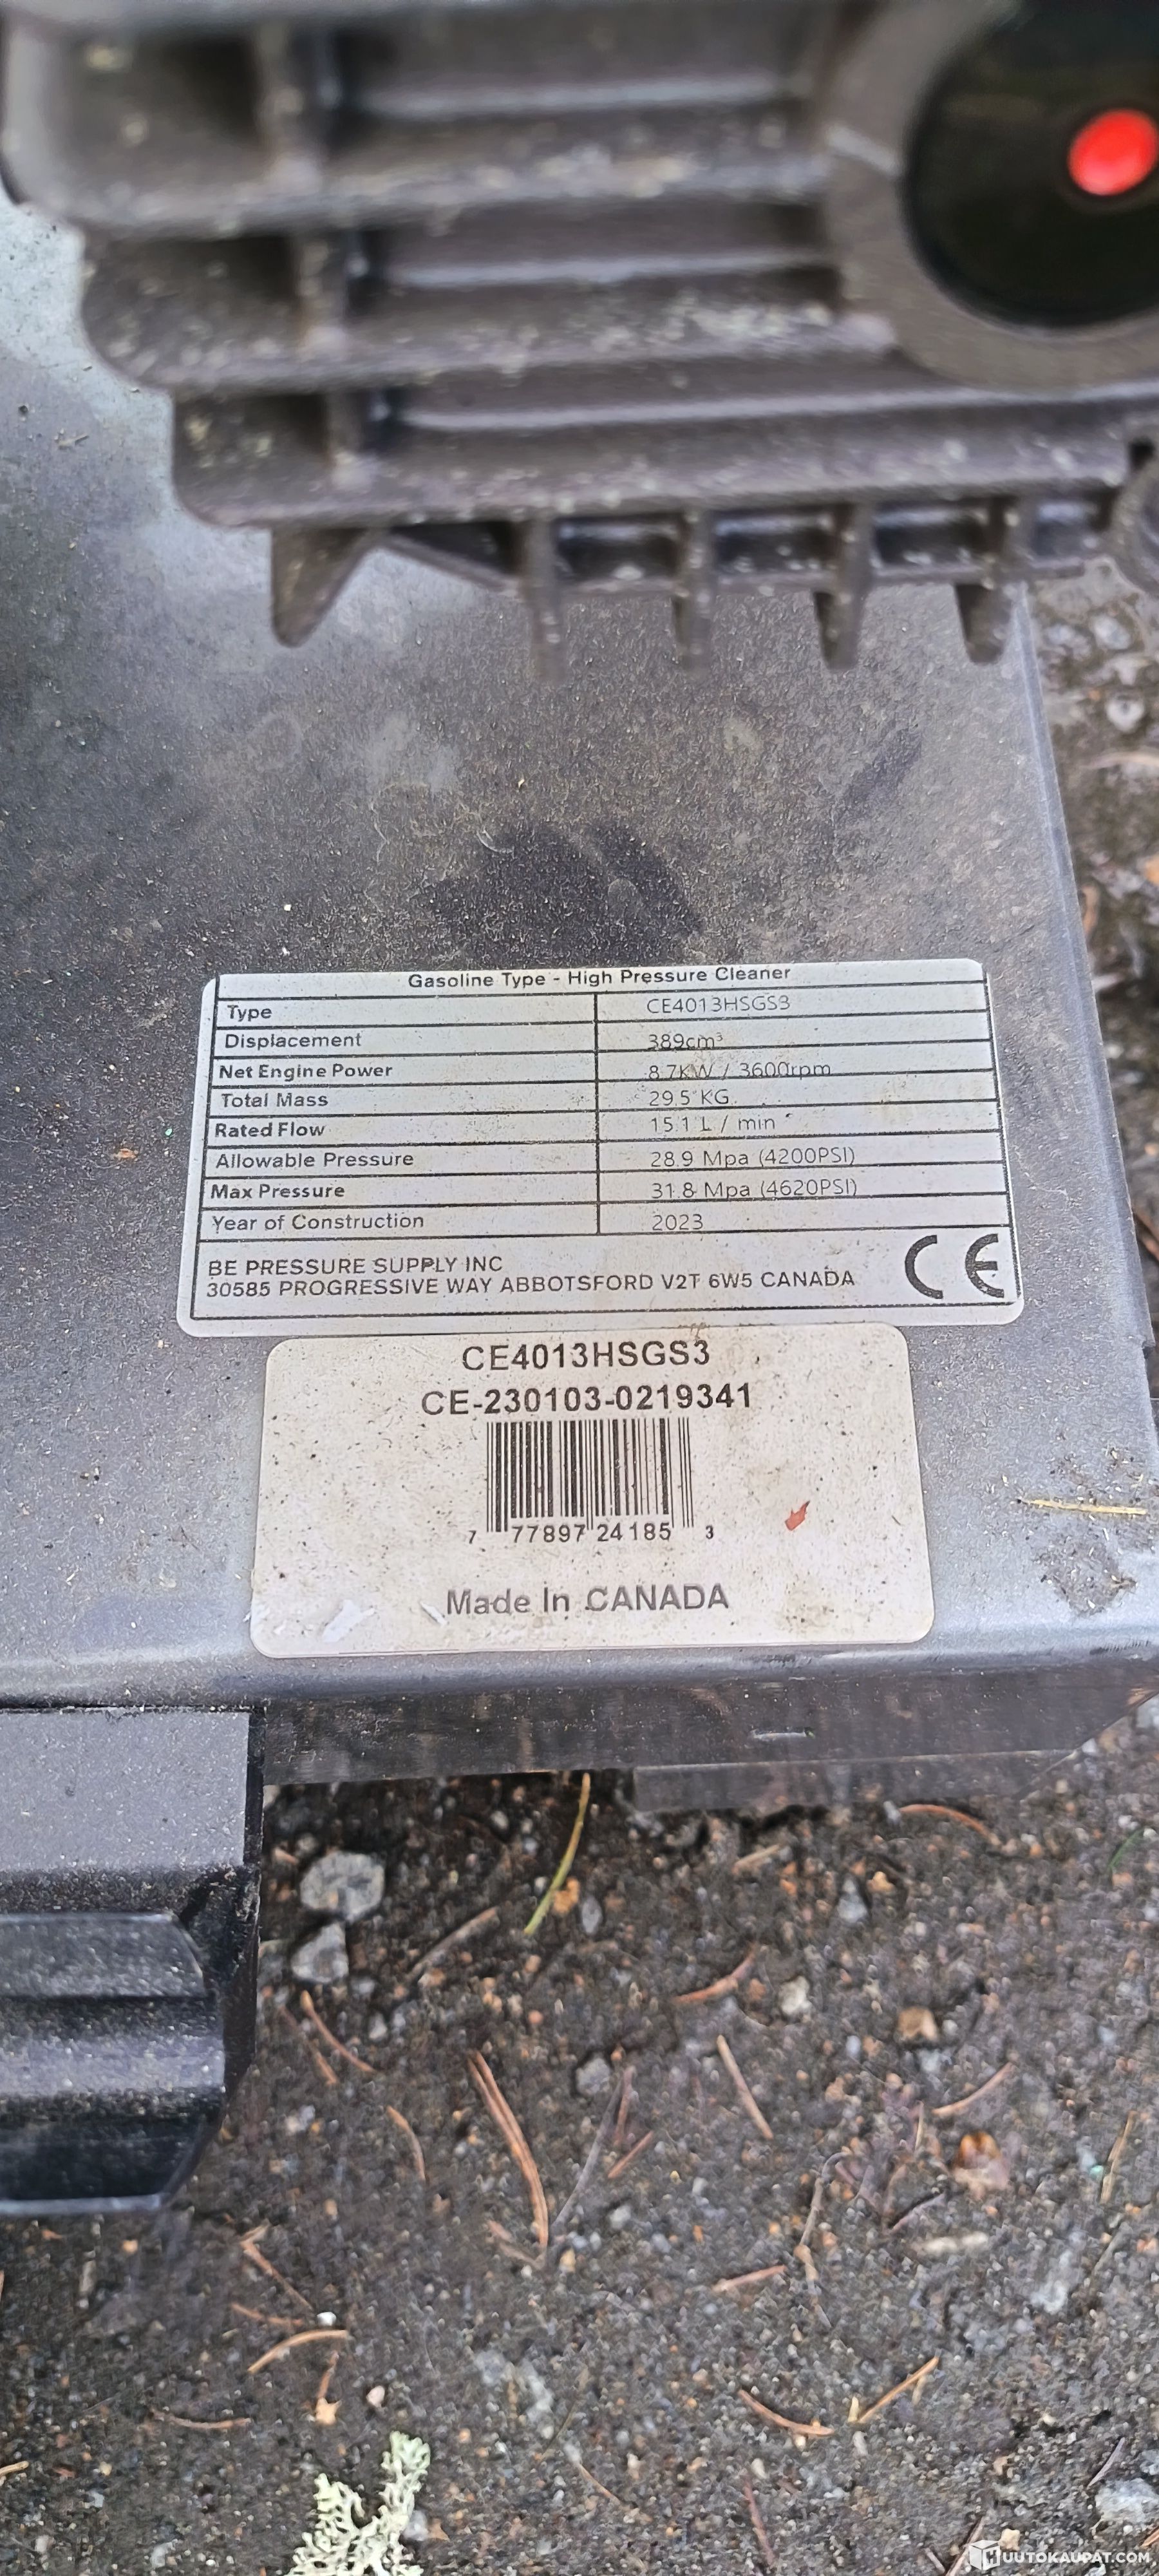 Gasoline Type - High Pressure Cleaner
Type CE4013HSGS3
Displacement 389cm³
Net Engine Power 8.7KW / 3600rpm
Total Mass 29.5 KG
Rated Flow 15.1 L / min
Allowable Pressure 28.9 Mpa (4200PSI)
Max Pressure 31.8 Mpa (4620PSI)
Year of Construction 2023
BE PRESSURE SUPPLY INC
30585 PROGRESSIVE WAY ABBOTSFORD V2T 6W5 CANADA
CE
CE4013HSGS3
CE-230103-0219341
7 77897 24185 3
Made In CANADA
HUUTOKAUPAT.COM